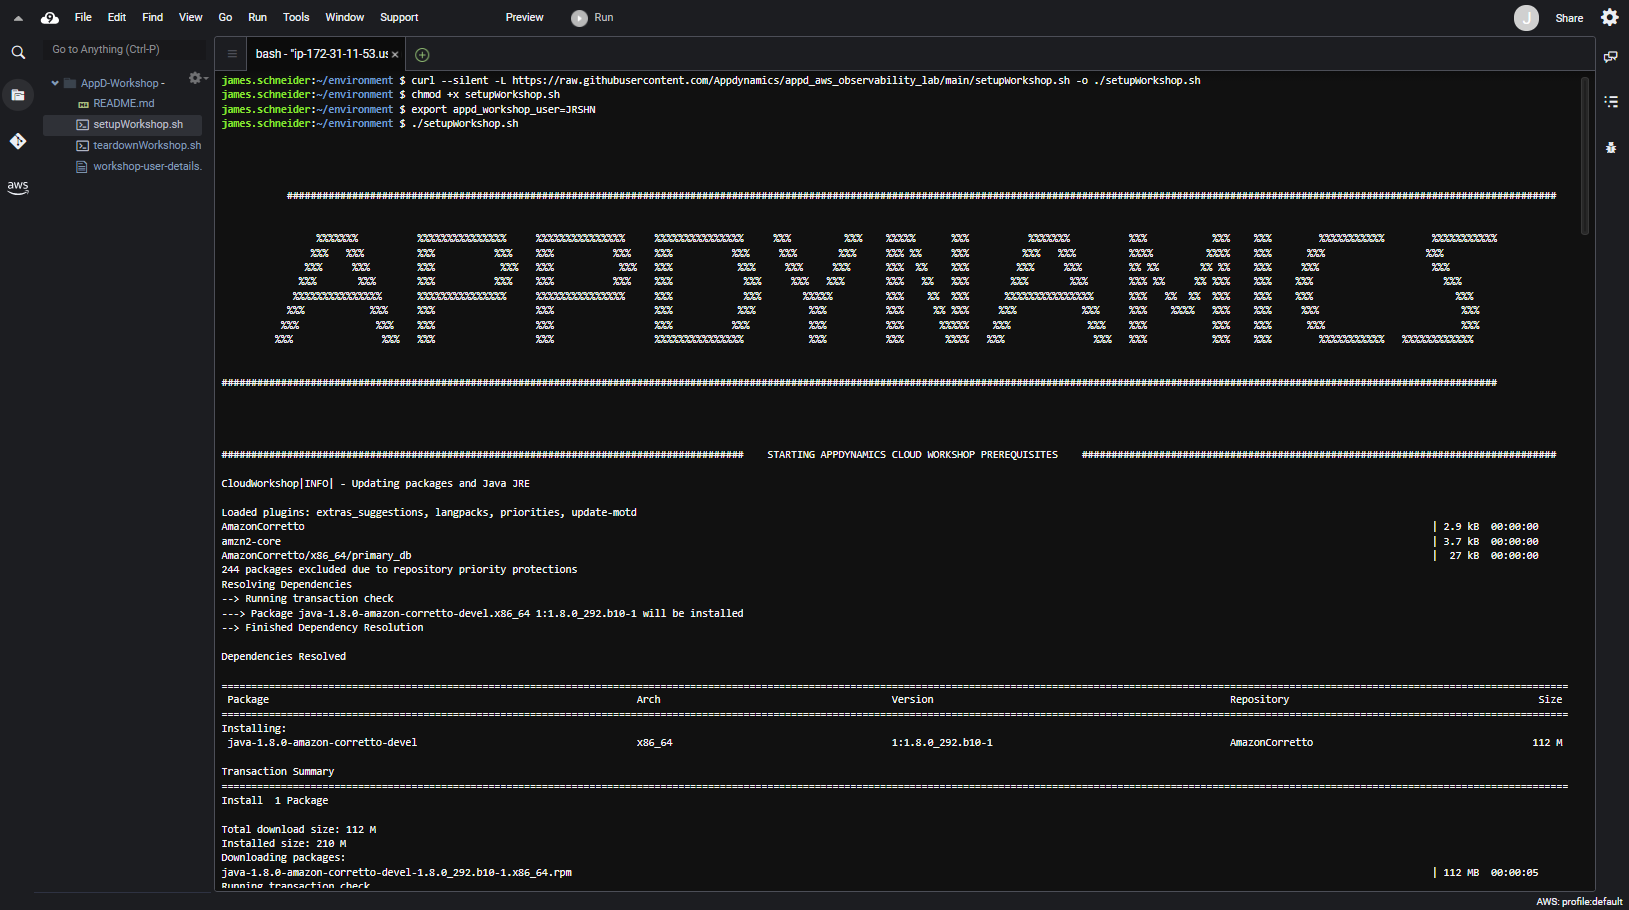 File Edit Find View Go Run Tools Window Support Preview Run J Share
Go to Anything (Ctrl-P)
bash - "ip-172-31-11-53.us
AppD-Workshop -
README.md
setupWorkshop.sh
teardownWorkshop.sh
workshop-user-details.
aws
james.schneider:~/environment $ curl --silent -L https://raw.githubusercontent.com/Appdynamics/appd_aws_observability_lab/main/setupWorkshop.sh -o ./setupWorkshop.sh
james.schneider:~/environment $ chmod +x setupWorkshop.sh
james.schneider:~/environment $ export appd_workshop_user=JRSHN
james.schneider:~/environment $ ./setupWorkshop.sh
APPDYNAMICS
STARTING APPDYNAMICS CLOUD WORKSHOP PREREQUISITES
CloudWorkshop|INFO| - Updating packages and Java JRE
Loaded plugins: extras_suggestions, langpacks, priorities, update-motd
AmazonCorretto | 2.9 kB 00:00:00
amzn2-core | 3.7 kB 00:00:00
AmazonCorretto/x86_64/primary_db | 27 kB 00:00:00
244 packages excluded due to repository priority protections
Resolving Dependencies
--> Running transaction check
---> Package java-1.8.0-amazon-corretto-devel.x86_64 1:1.8.0_292.b10-1 will be installed
--> Finished Dependency Resolution
Dependencies Resolved
Package Arch Version Repository Size
Installing:
java-1.8.0-amazon-corretto-devel x86_64 1:1.8.0_292.b10-1 AmazonCorretto 112 M
Transaction Summary
Install 1 Package
Total download size: 112 M
Installed size: 210 M
Downloading packages:
java-1.8.0-amazon-corretto-devel-1.8.0_292.b10-1.x86_64.rpm | 112 MB 00:00:05
Running transaction check
AWS: profile:default